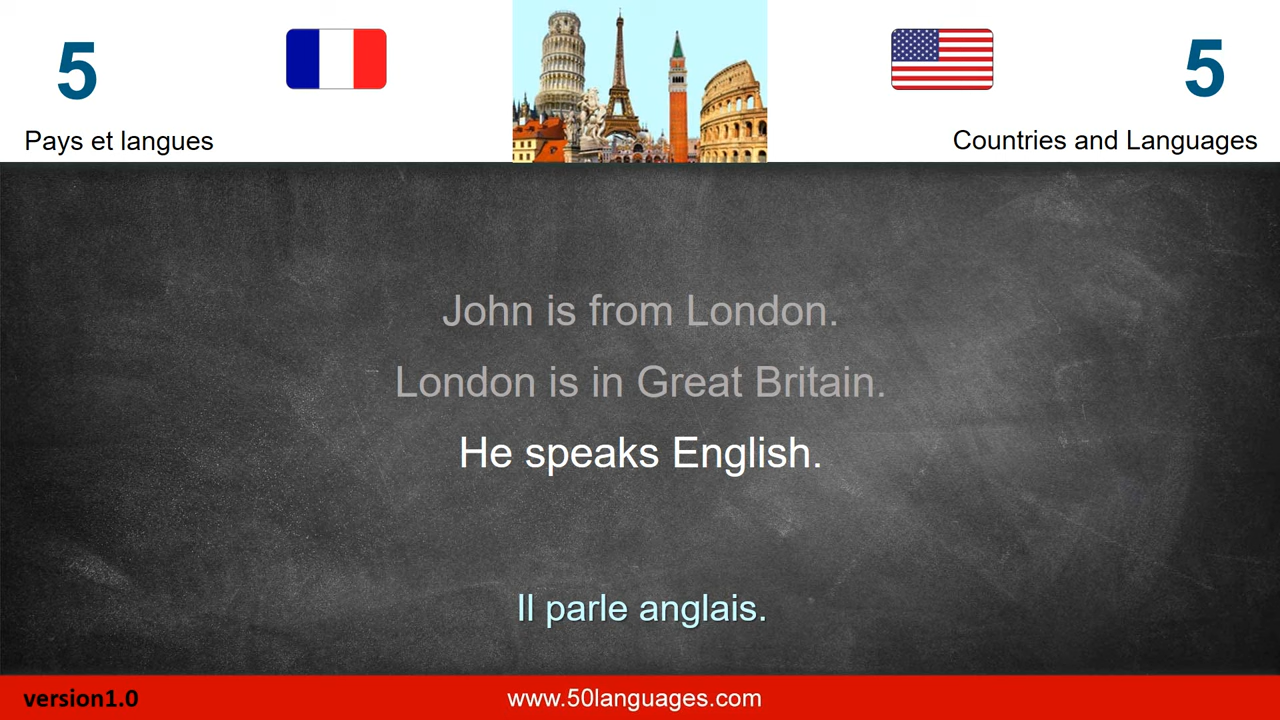 5
5
Pays et langues
Countries and Languages
John is from London.
London is in Great Britain.
He speaks English.
Il parle anglais.
version1.0
www.50languages.com